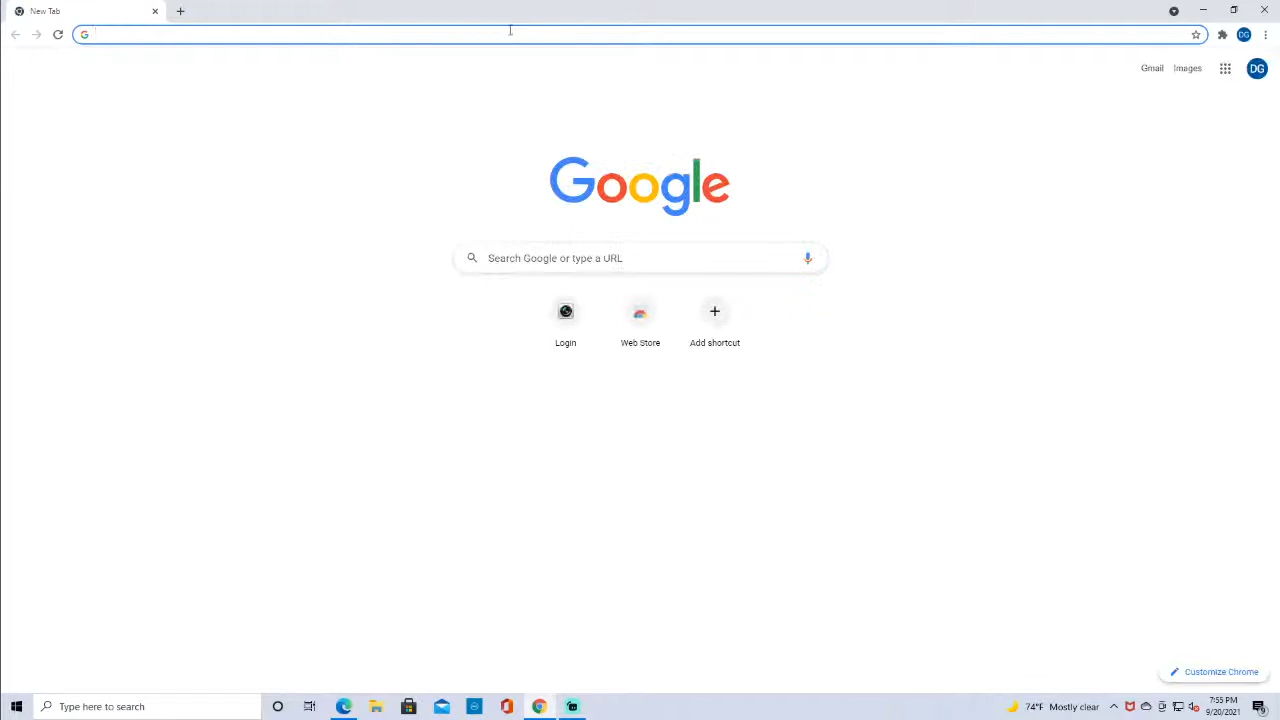 New Tab
DG
Gmail Images DG
Google
Search Google or type a URL
Login Web Store Add shortcut
Customize Chrome
Type here to search
74°F Mostly clear
7:55 PM
9/20/2021